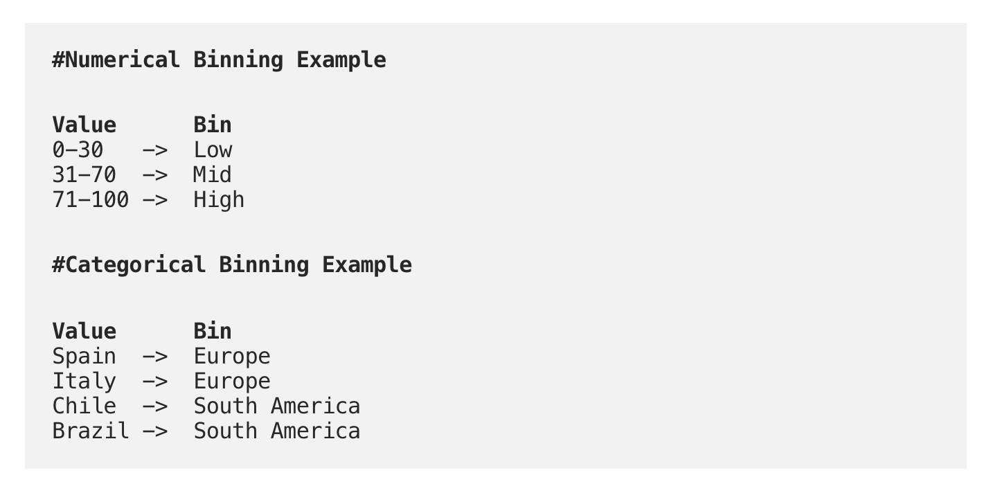 #Numerical Binning Example
Value      Bin
0-30   ->  Low
31-70  ->  Mid
71-100 ->  High
#Categorical Binning Example
Value      Bin
Spain  ->  Europe
Italy  ->  Europe
Chile  ->  South America
Brazil ->  South America